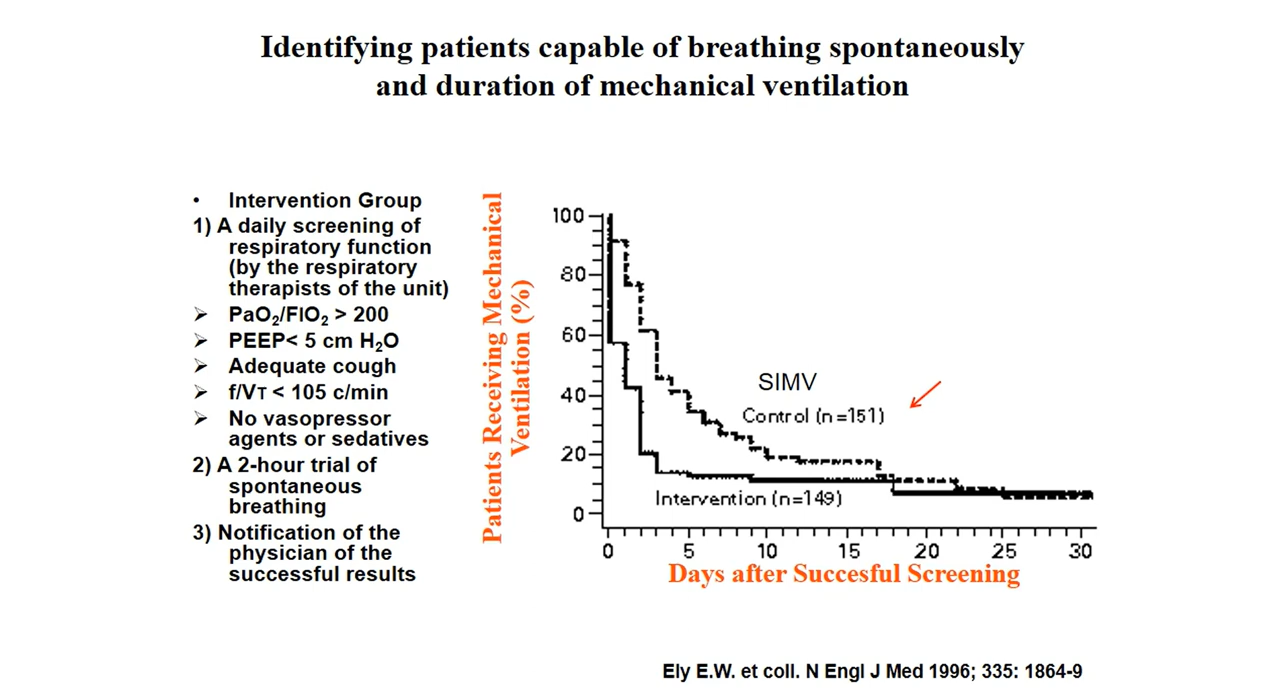 Identifying patients capable of breathing spontaneously
and duration of mechanical ventilation
• Intervention Group
1) A daily screening of
respiratory function
(by the respiratory
therapists of the unit)
➢ PaO₂/FIO₂ > 200
➢ PEEP< 5 cm H₂O
➢ Adequate cough
➢ f/VT < 105 c/min
➢ No vasopressor
agents or sedatives
2) A 2-hour trial of
spontaneous
breathing
3) Notification of the
physician of the
successful results
Patients Receiving Mechanical
Ventilation (%)
100
80
60
40
20
0
SIMV
Control (n=151)
Intervention (n=149)
0 5 10 15 20 25 30
Days after Succesful Screening
Ely E.W. et coll. N Engl J Med 1996; 335: 1864-9